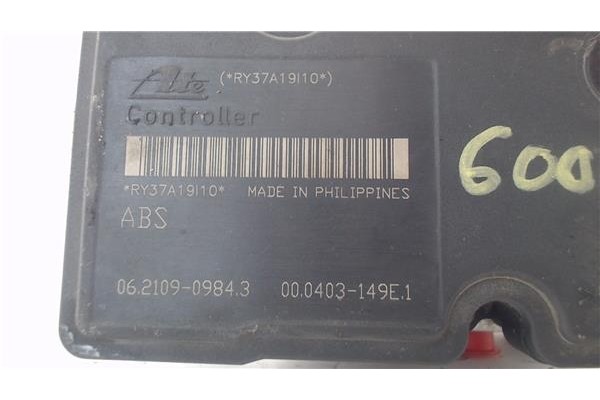 Ate (*RY37A19I10*)
Controller
*RY37A19I10* MADE IN PHILIPPINES
ABS
06.2109-0984.3 00.0403-149E.1
600